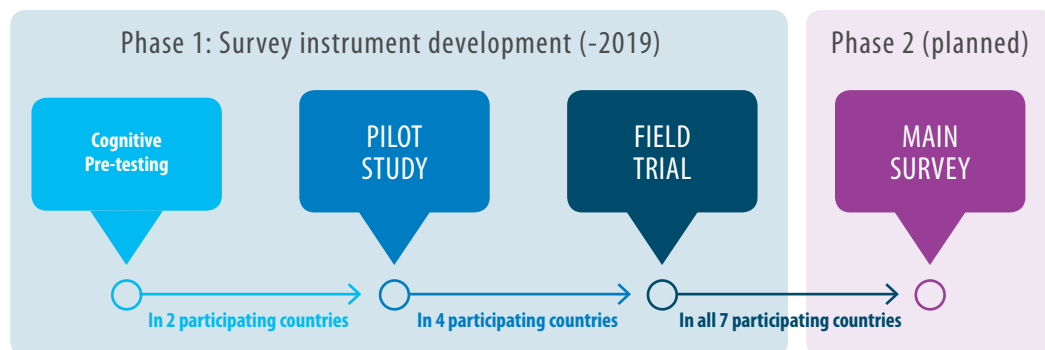 Phase 1: Survey instrument development (-2019)
Phase 2 (planned)
Cognitive
Pre-testing
PILOT
STUDY
FIELD
TRIAL
MAIN
SURVEY
In 2 participating countries
In 4 participating countries
In all 7 participating countries